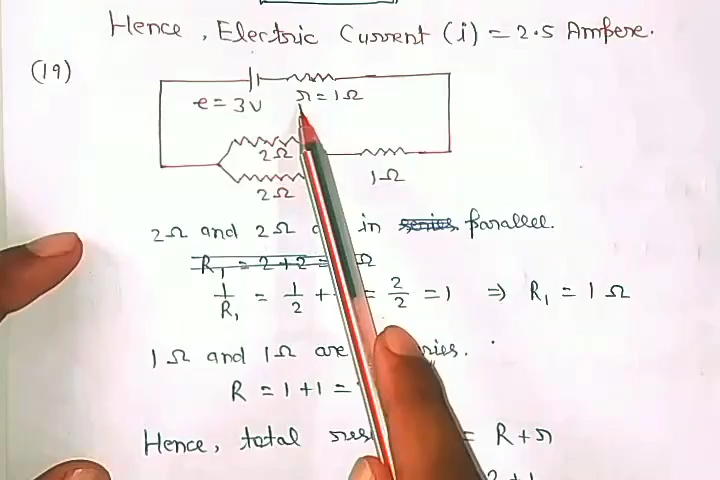 Hence, Electric Current (i) = 2.5 Ampere.
(19)
e = 3V r = 1Ω
2Ω
1Ω
2Ω
2Ω and 2Ω in series parallel.
R₁ = 2+2 = Ω
1/R₁ = 1/2 + = 2/2 = 1 ⇒ R₁ = 1Ω
1Ω and 1Ω are
R = 1+1 =
Hence, total = R+r